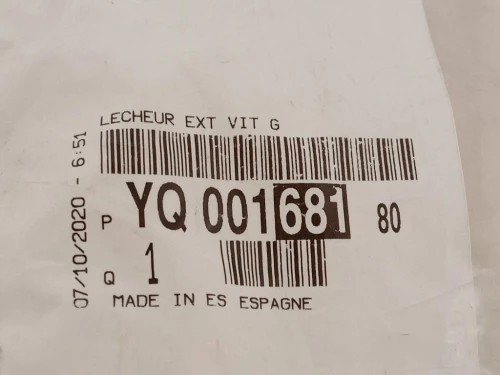 LECHEUR EXT VIT G
P YQ 001681 80
Q 1
MADE IN ES ESPAGNE
07/10/2020 - 6:51